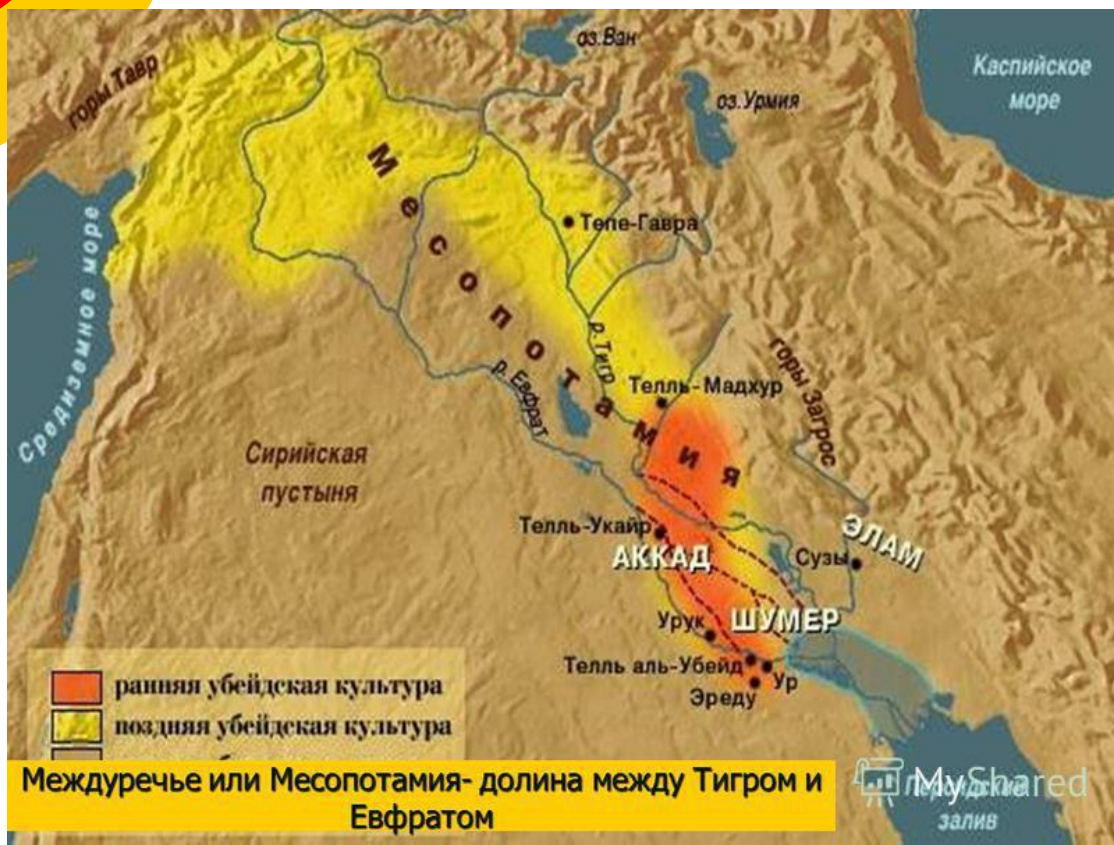 оз.Ван
Каспийское
море
горы Тавр
оз.Урмия
Месопотамия
Тепе-Гавра
Средиземное море
р.Тигр
р.Евфрат
горы Загрос
Телль-Мадхур
Сирийская
пустыня
Телль-Укайр
АККАД
ЭЛАМ
Сузы
Урук
ШУМЕР
Телль аль-Убейд
Ур
Эреду
ранняя убейдская культура
поздняя убейдская культура
Междуречье или Месопотамия- долина между Тигром и
Евфратом
MyShared
Персидский
залив